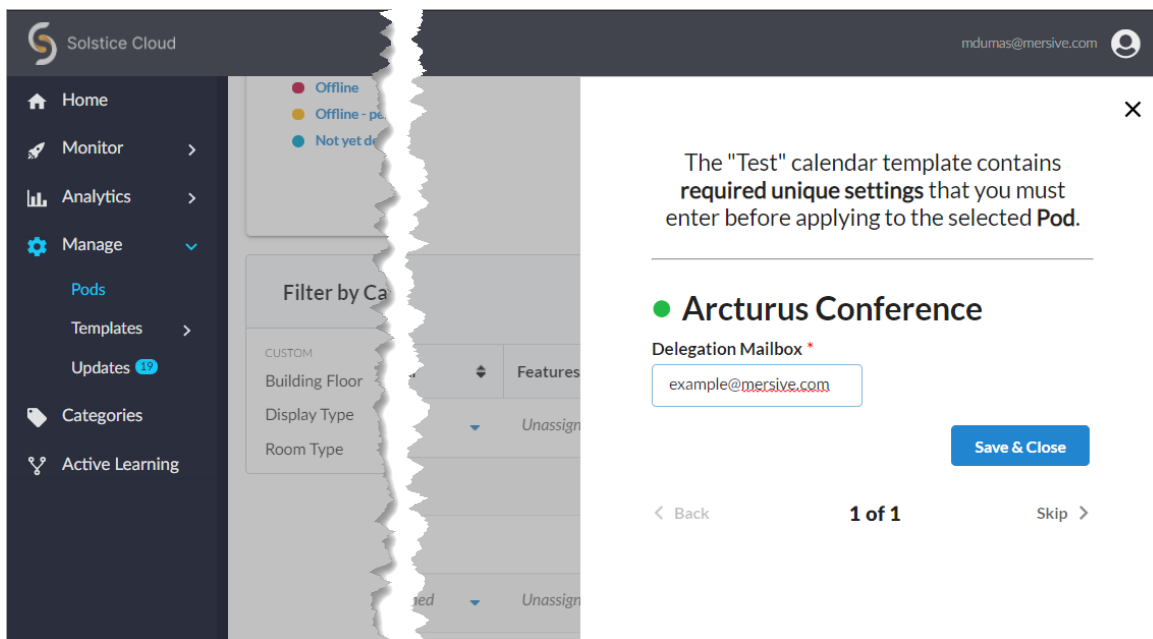 Solstice Cloud
mdumas@mersive.com
Home
Monitor
Analytics
Manage
Pods
Templates
Updates 19
Categories
Active Learning
Offline
Offline - pe
Not yet de
Filter by Ca
CUSTOM
Building Floor
Display Type
Room Type
Features
Unassign
ned
Unassign
The "Test" calendar template contains
required unique settings that you must
enter before applying to the selected Pod.
Arcturus Conference
Delegation Mailbox *
example@mersive.com
Save & Close
Back
1 of 1
Skip